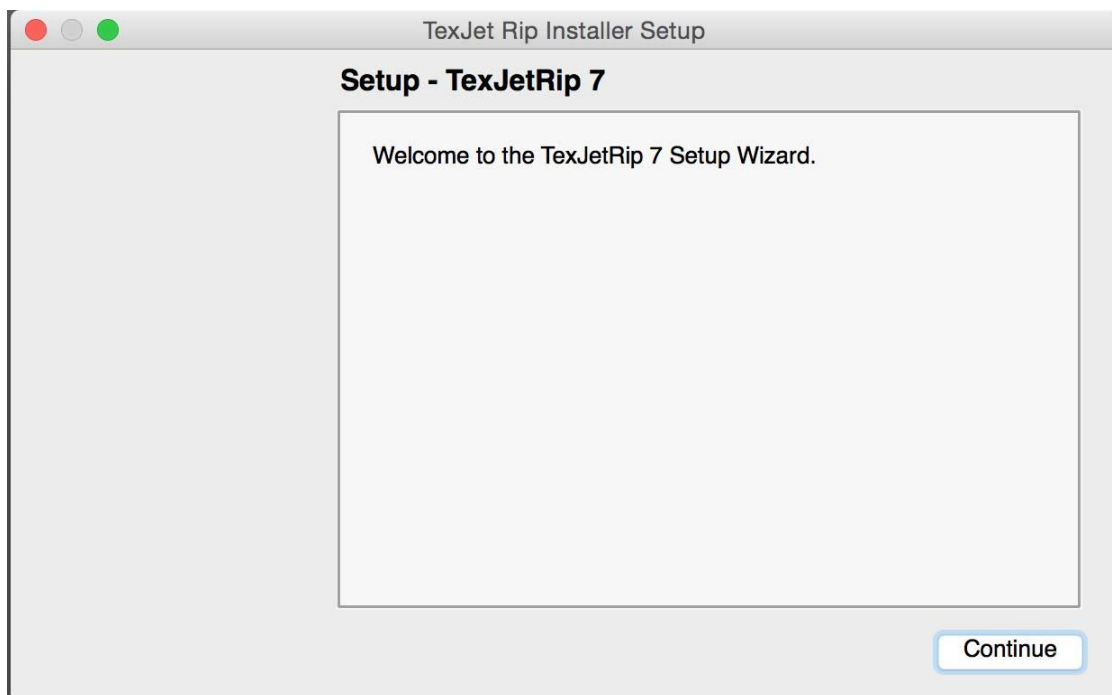 TexJet Rip Installer Setup
Setup - TexJetRip 7
Welcome to the TexJetRip 7 Setup Wizard.
Continue